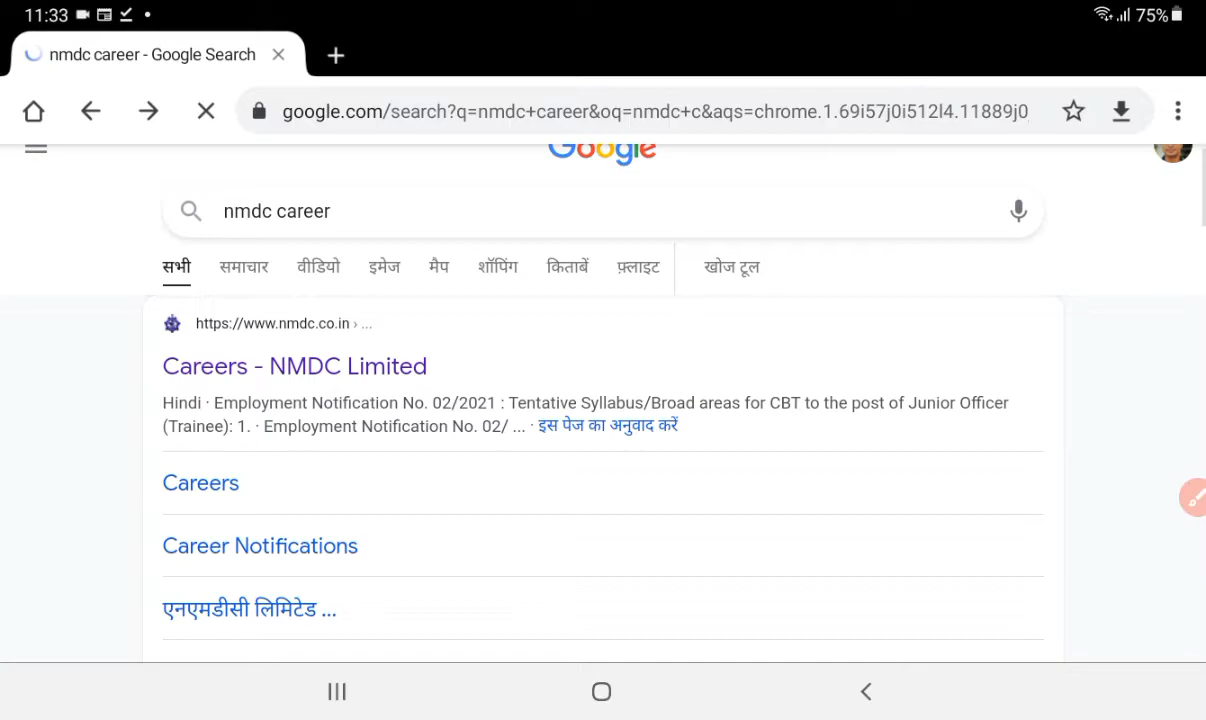 11:33
75%
nmdc career - Google Search
google.com/search?q=nmdc+career&oq=nmdc+c&aqs=chrome.1.69i57j0i512l4.11889j0
Google
nmdc career
सभी समाचार वीडियो इमेज मैप शॉपिंग किताबें फ़्लाइट खोज टूल
https://www.nmdc.co.in › ...
Careers - NMDC Limited
Hindi · Employment Notification No. 02/2021 : Tentative Syllabus/Broad areas for CBT to the post of Junior Officer
(Trainee): 1. · Employment Notification No. 02/ ... · इस पेज का अनुवाद करें
Careers
Career Notifications
एनएमडीसी लिमिटेड ...